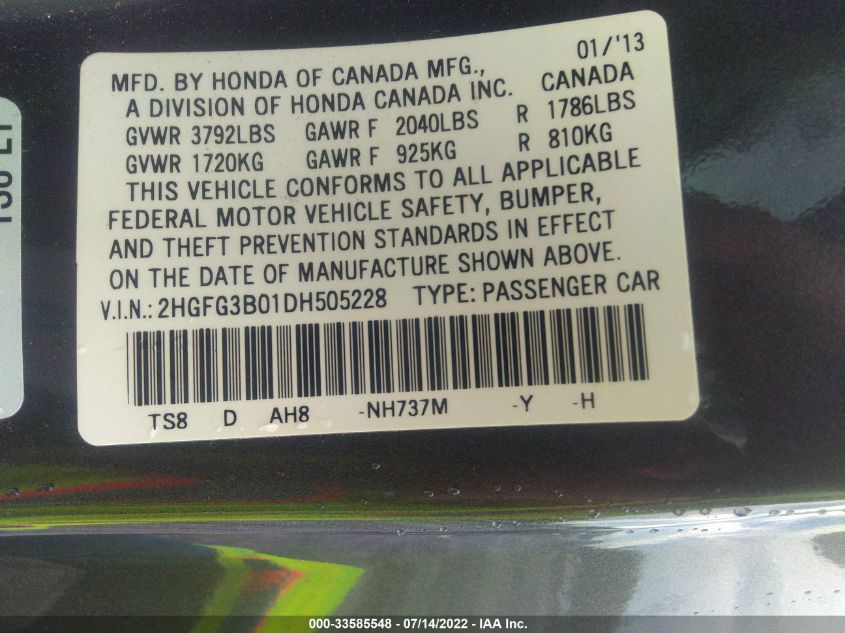 01/'13
MFD. BY HONDA OF CANADA MFG.,
A DIVISION OF HONDA CANADA INC. CANADA
GVWR 3792LBS GAWR F 2040LBS R 1786LBS
GVWR 1720KG GAWR F 925KG R 810KG
THIS VEHICLE CONFORMS TO ALL APPLICABLE
FEDERAL MOTOR VEHICLE SAFETY, BUMPER,
AND THEFT PREVENTION STANDARDS IN EFFECT
ON THE DATE OF MANUFACTURE SHOWN ABOVE.
V.I.N.: 2HGFG3B01DH505228 TYPE: PASSENGER CAR
TS8 D AH8 -NH737M -Y -H
000-33585548 - 07/14/2022 - IAA Inc.